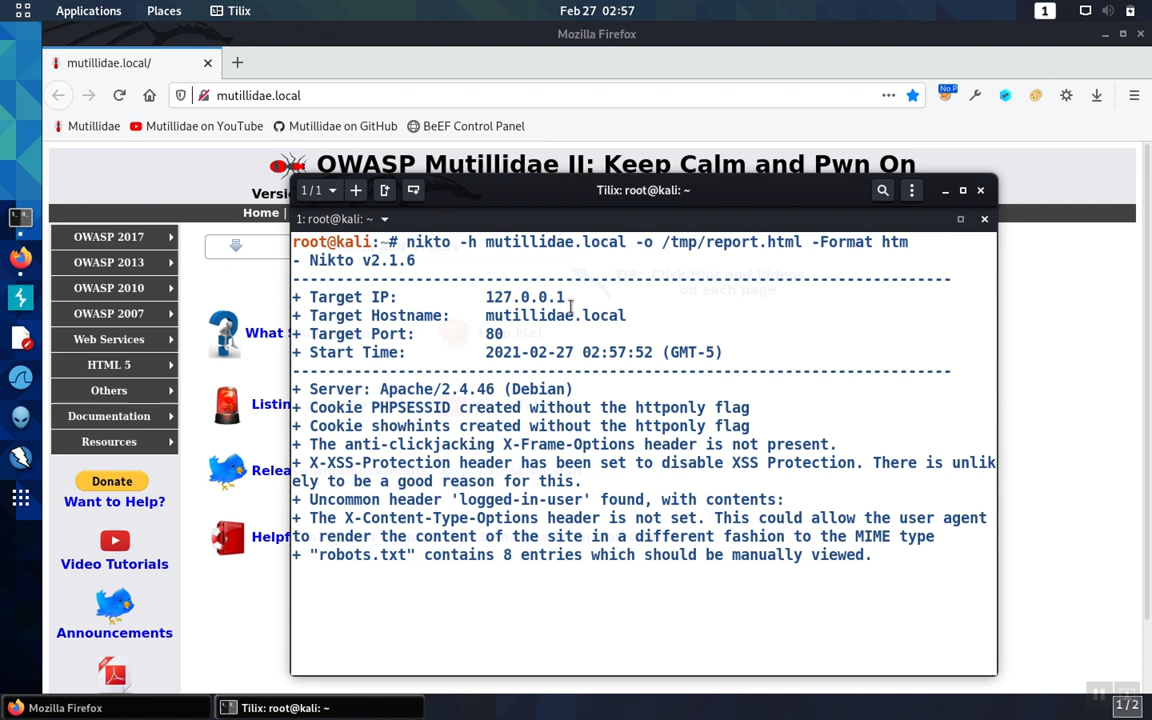 Applications
Places
Tilix
Feb 27 02:57
1
Mozilla Firefox
mutillidae.local/
mutillidae.local
No P
Mutillidae
Mutillidae on YouTube
Mutillidae on GitHub
BeEF Control Panel
OWASP Mutillidae II: Keep Calm and Pwn On
Versi
Home |
OWASP 2017
OWASP 2013
OWASP 2010
OWASP 2007
Web Services
HTML 5
Others
Documentation
Resources
Donate
Want to Help?
Video Tutorials
Announcements
What
Listin
Relea
Helpf
1 / 1
Tilix: root@kali: ~
1: root@kali: ~
root@kali:~# nikto -h mutillidae.local -o /tmp/report.html -Format htm
- Nikto v2.1.6
---------------------------------------------------------------------------
+ Target IP:          127.0.0.1
+ Target Hostname:    mutillidae.local
+ Target Port:        80
+ Start Time:         2021-02-27 02:57:52 (GMT-5)
---------------------------------------------------------------------------
+ Server: Apache/2.4.46 (Debian)
+ Cookie PHPSESSID created without the httponly flag
+ Cookie showhints created without the httponly flag
+ The anti-clickjacking X-Frame-Options header is not present.
+ X-XSS-Protection header has been set to disable XSS Protection. There is unlik
ely to be a good reason for this.
+ Uncommon header 'logged-in-user' found, with contents:
+ The X-Content-Type-Options header is not set. This could allow the user agent
to render the content of the site in a different fashion to the MIME type
+ "robots.txt" contains 8 entries which should be manually viewed.
Mozilla Firefox
Tilix: root@kali: ~
1/2